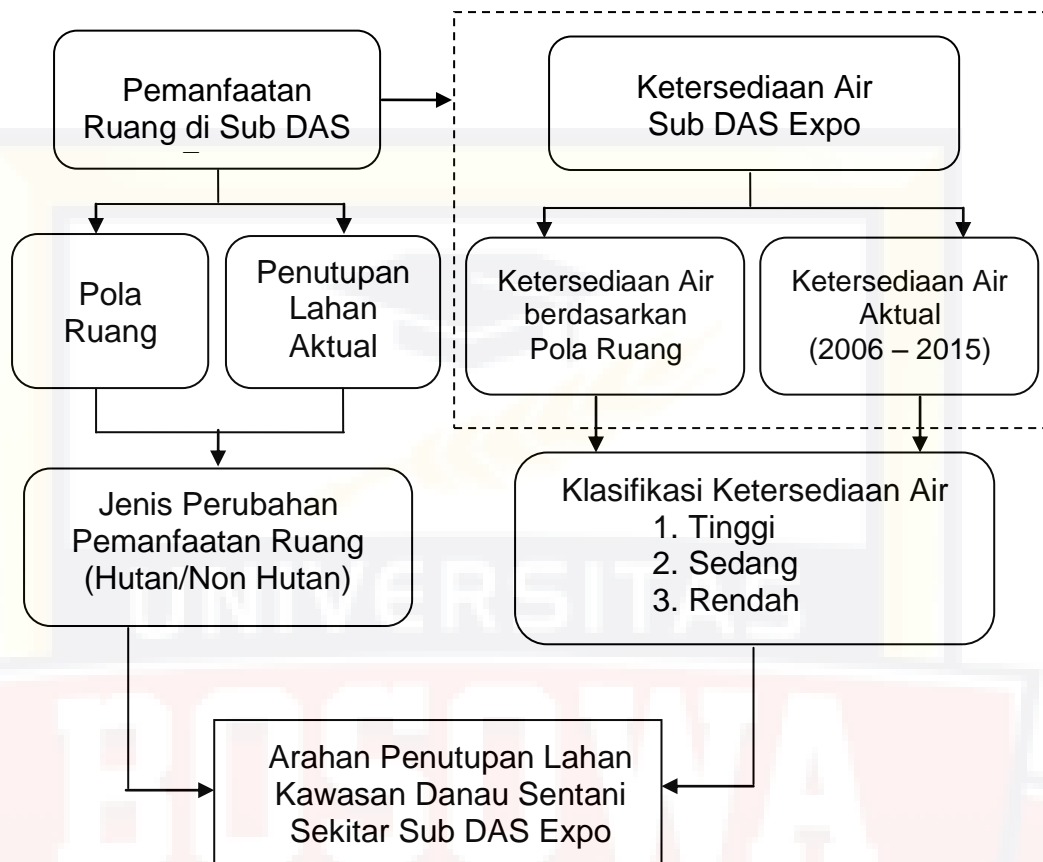 Pemanfaatan
Ruang di Sub DAS
Ketersediaan Air
Sub DAS Expo
Pola
Ruang
Penutupan
Lahan
Aktual
Ketersediaan Air
berdasarkan
Pola Ruang
Ketersediaan Air
Aktual
(2006 – 2015)
Jenis Perubahan
Pemanfaatan Ruang
(Hutan/Non Hutan)
Klasifikasi Ketersediaan Air
1. Tinggi
2. Sedang
3. Rendah
UNIVERSITAS
BOSOWA
Arahan Penutupan Lahan
Kawasan Danau Sentani
Sekitar Sub DAS Expo